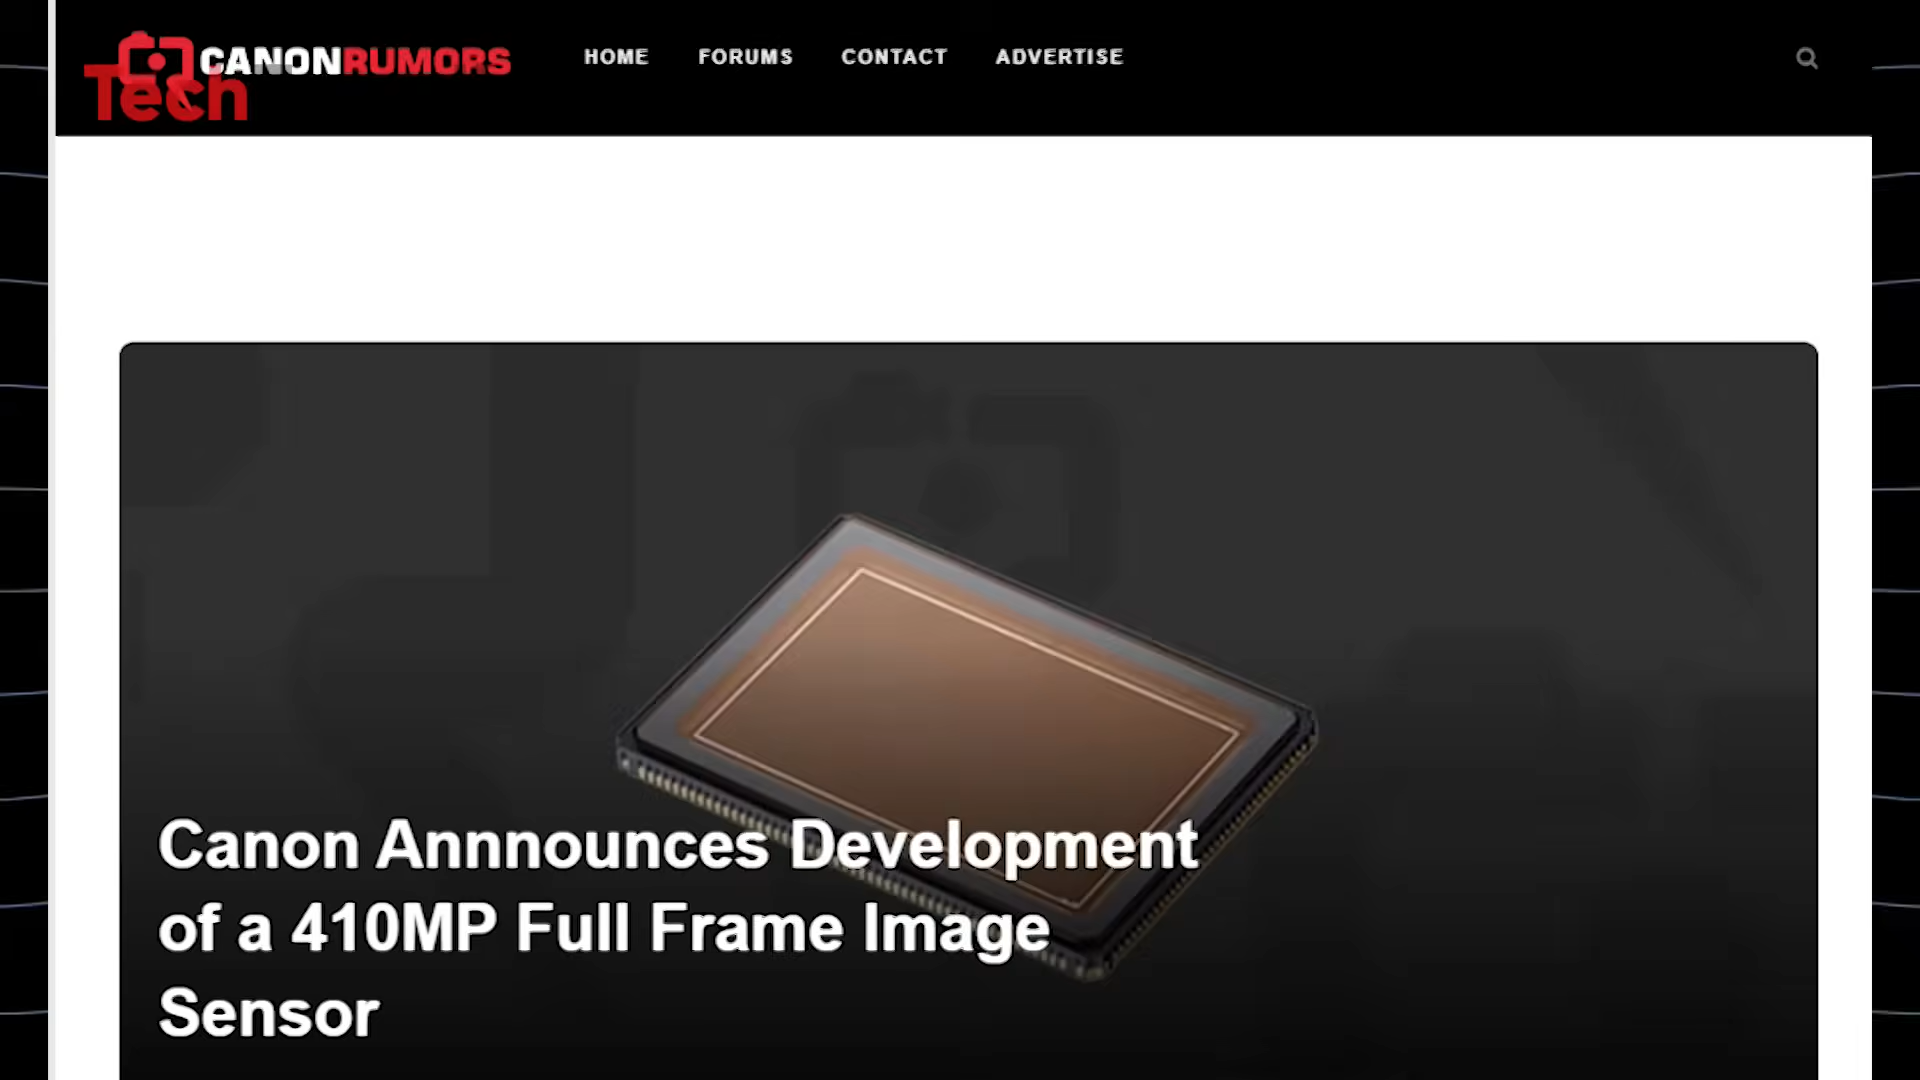 CANONRUMORS
Tech
HOME FORUMS CONTACT ADVERTISE
Canon Annnounces Development
of a 410MP Full Frame Image
Sensor